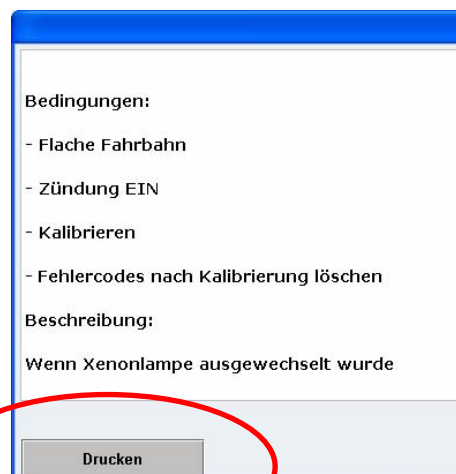 Bedingungen:
- Flache Fahrbahn
- Zündung EIN
- Kalibrieren
- Fehlercodes nach Kalibrierung löschen
Beschreibung:
Wenn Xenonlampe ausgewechselt wurde
Drucken